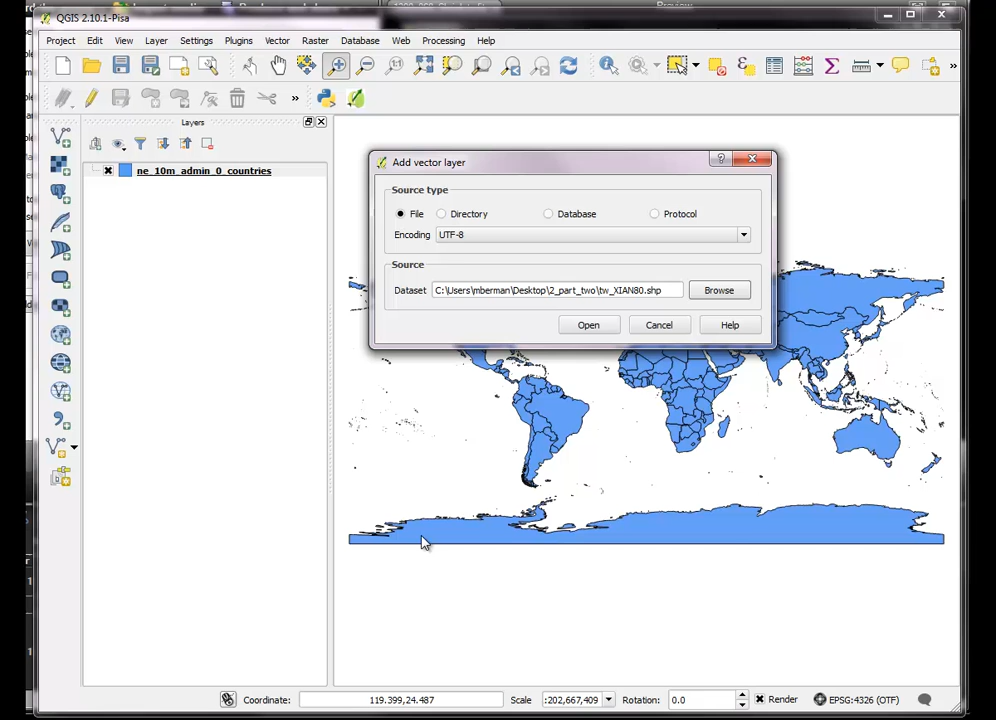 QGIS 2.10.1-Pisa
Project Edit View Layer Settings Plugins Vector Raster Database Web Processing Help
Layers
ne_10m_admin_0_countries
Add vector layer
Source type
File Directory Database Protocol
Encoding UTF-8
Source
Dataset C:\Users\mberman\Desktop\2_part_two\tw_XIAN80.shp Browse
Open Cancel Help
Coordinate: 119.399,24.487 Scale :202,667,409 Rotation: 0.0 Render EPSG:4326 (OTF)